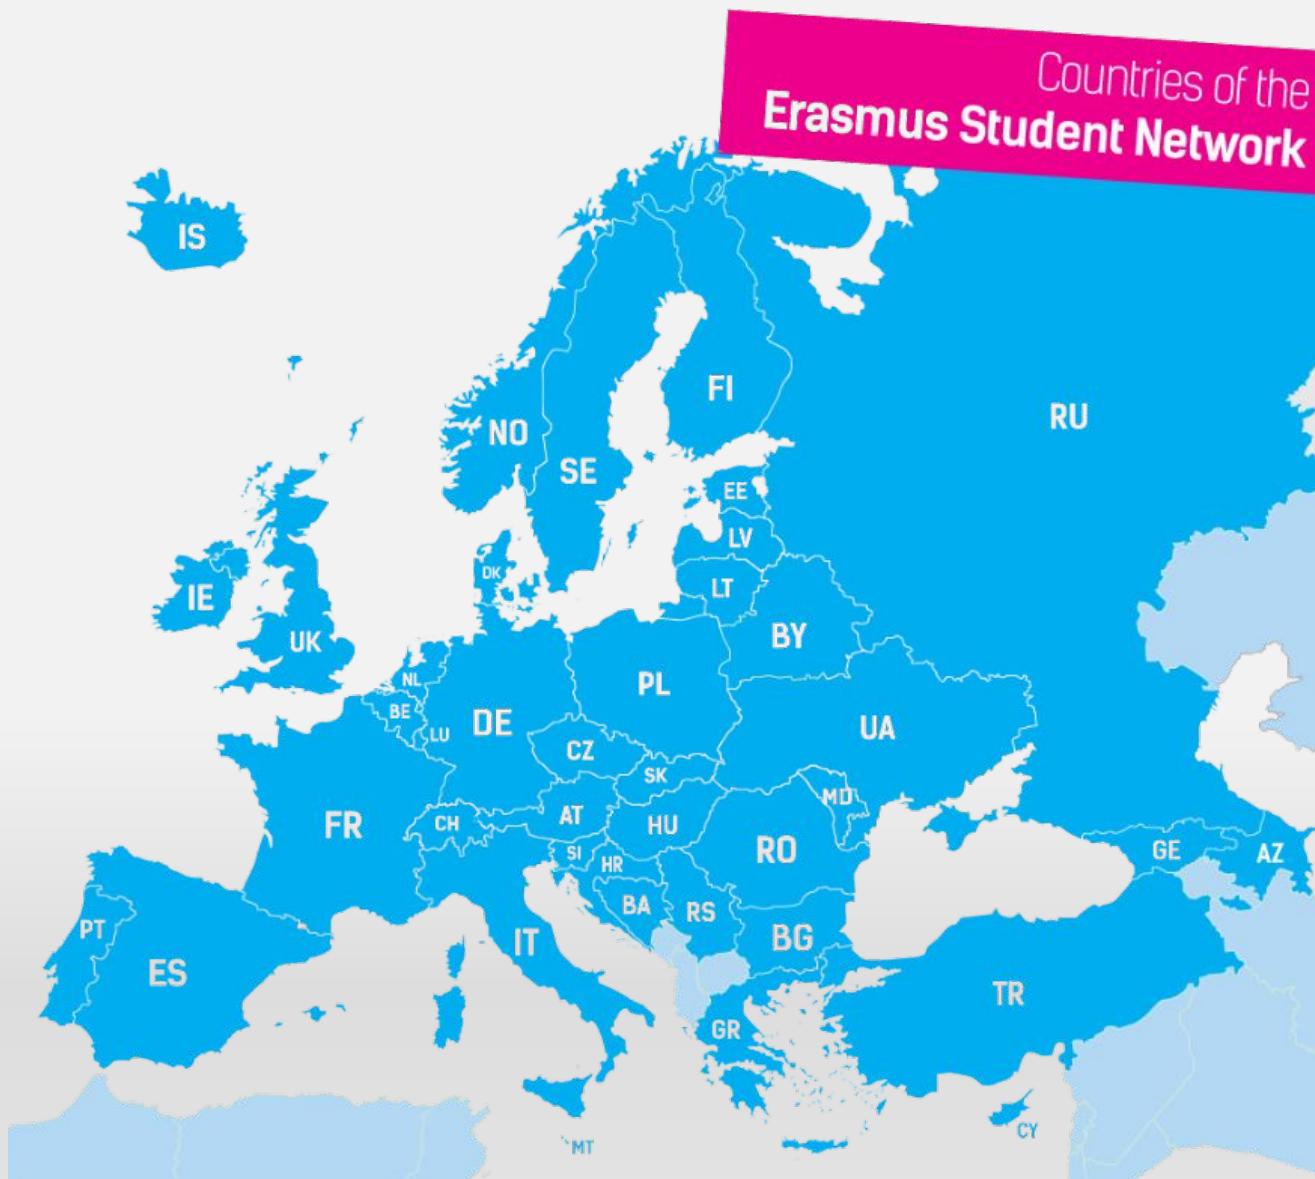 Countries of the
Erasmus Student Network
IS
FI
RU
NO
SE
EE
LV
DK
LT
IE
BY
UK
NL
PL
BE
DE
UA
LU
CZ
SK
MD
FR
CH
AT
HU
RO
GE
AZ
SI
HR
BA
RS
PT
BG
IT
ES
TR
GR
CY
MT